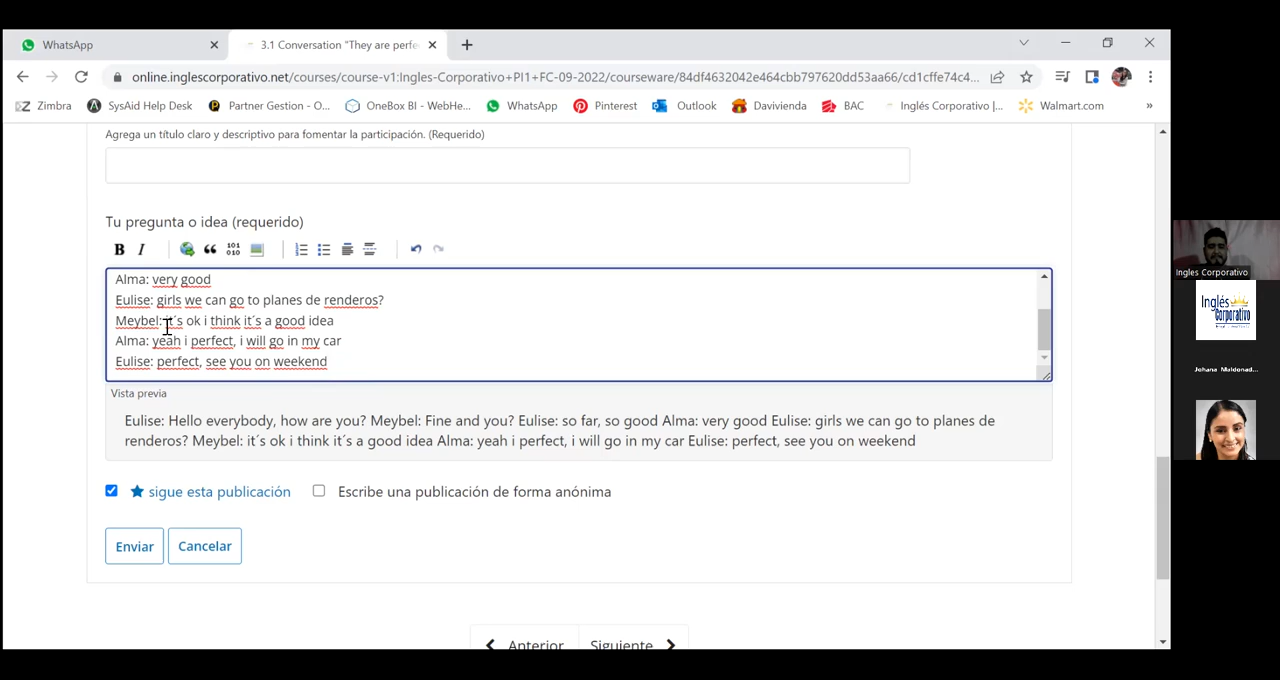 WhatsApp
3.1 Conversation "They are perfe
online.inglescorporativo.net/courses/course-v1:Ingles-Corporativo+PI1+FC-09-2022/courseware/84df4632042e464cbb797620dd53aa66/cd1cffe74c4...
Zimbra SysAid Help Desk Partner Gestion - O... OneBox BI - WebHe... WhatsApp Pinterest Outlook Davivienda BAC Inglés Corporativo |... Walmart.com »
Agrega un título claro y descriptivo para fomentar la participación. (Requerido)
Tu pregunta o idea (requerido)
B I 101 010
Alma: very good
Eulise: girls we can go to planes de renderos?
Meybel: it´s ok i think it´s a good idea
Alma: yeah i perfect, i will go in my car
Eulise: perfect, see you on weekend
Vista previa
Eulise: Hello everybody, how are you? Meybel: Fine and you? Eulise: so far, so good Alma: very good Eulise: girls we can go to planes de
renderos? Meybel: it´s ok i think it´s a good idea Alma: yeah i perfect, i will go in my car Eulise: perfect, see you on weekend
sigue esta publicación Escribe una publicación de forma anónima
Enviar Cancelar
Anterior Siguiente
Ingles Corporativo
Inglés
Corporativo
Johana Maldonad...